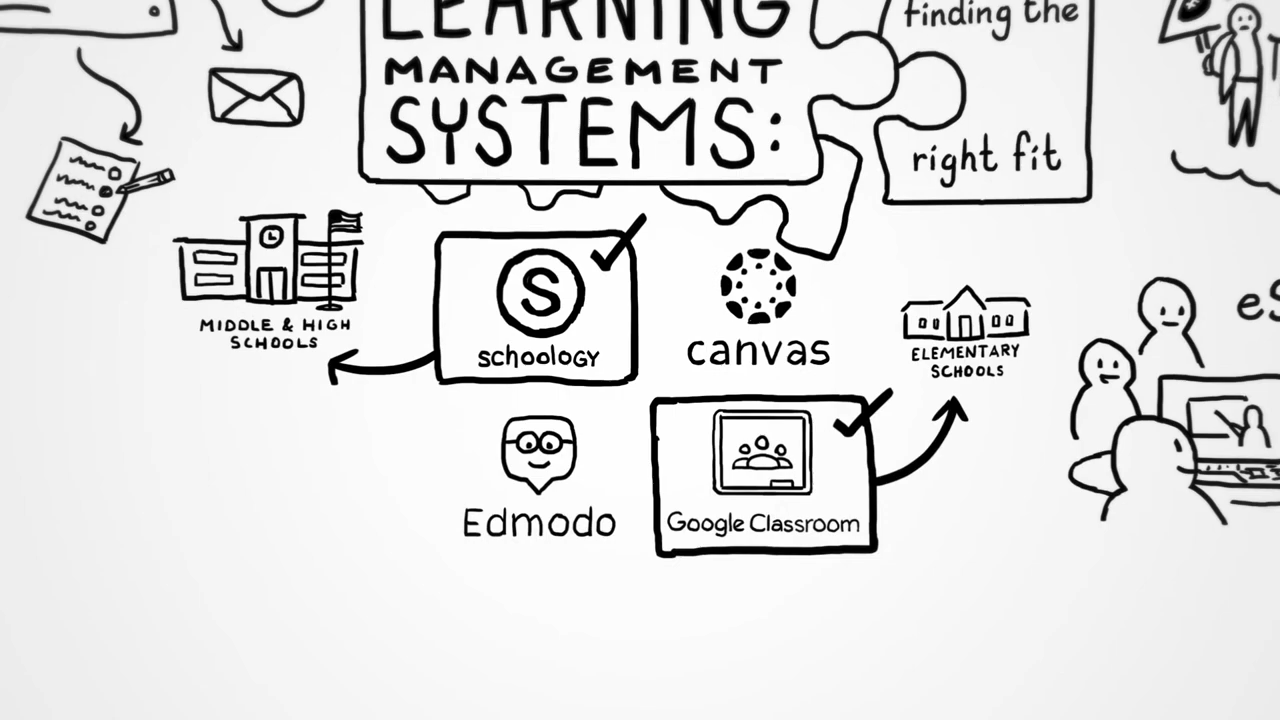 LEARNING
MANAGEMENT
SYSTEMS:
finding the
right fit
MIDDLE & HIGH
SCHOOLS
S
schoology
canvas
ELEMENTARY
SCHOOLS
Edmodo
Google Classroom